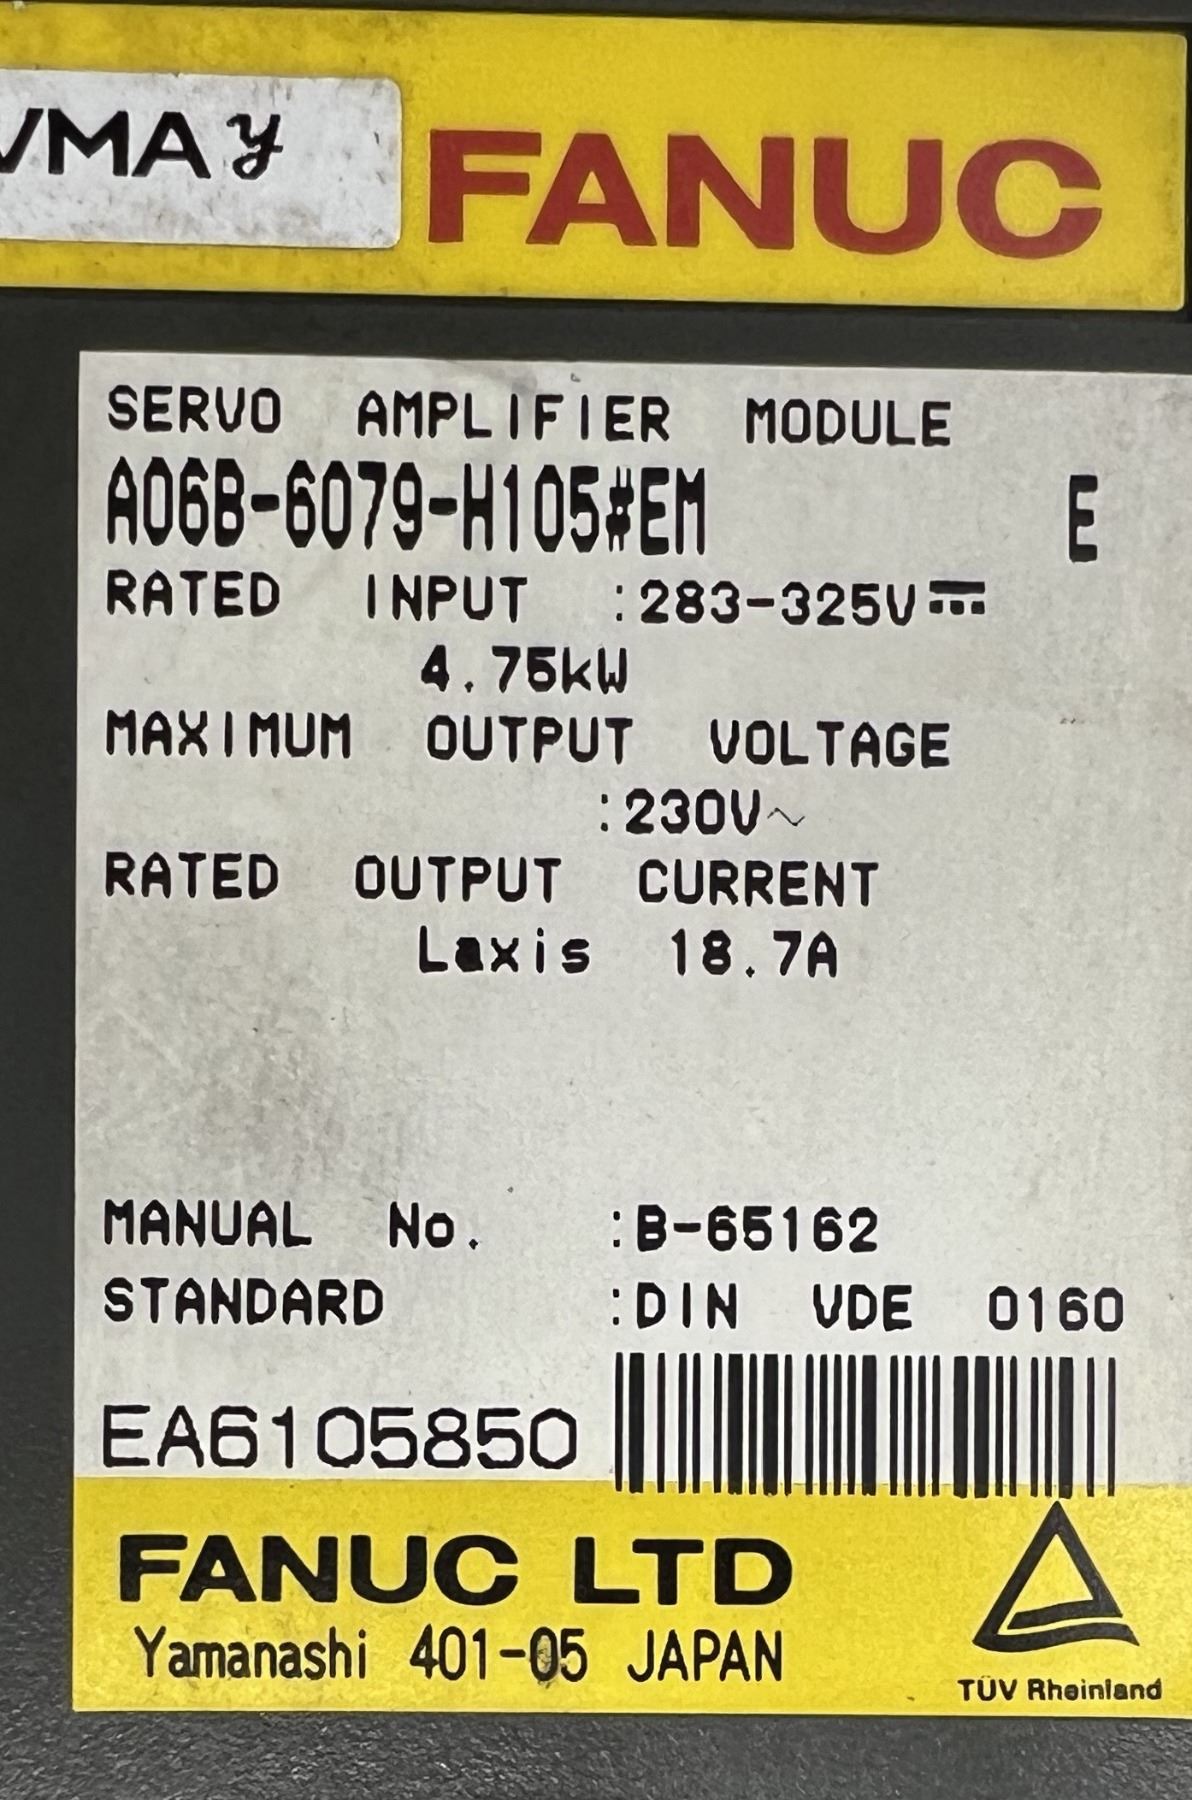 VMA y
FANUC
SERVO AMPLIFIER MODULE
A06B-6079-H105#EM E
RATED INPUT :283-325V⎓
4.75kW
MAXIMUM OUTPUT VOLTAGE
:230V~
RATED OUTPUT CURRENT
Laxis 18.7A
MANUAL No. :B-65162
STANDARD :DIN VDE 0160
EA6105850
FANUC LTD
Yamanashi 401-05 JAPAN
TÜV Rheinland